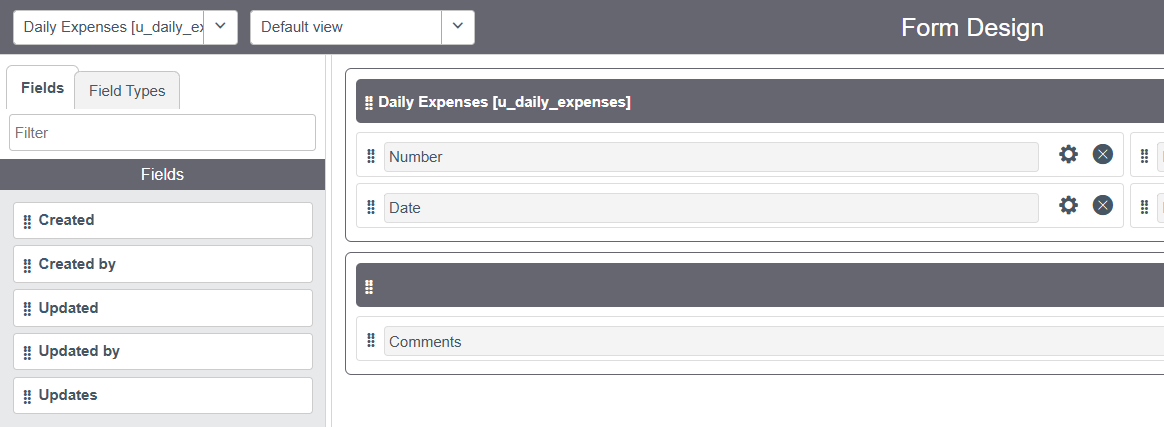 Daily Expenses [u_daily_ex
Default view
Form Design
Fields
Field Types
Filter
Fields
Created
Created by
Updated
Updated by
Updates
Daily Expenses [u_daily_expenses]
Number
Date
Comments